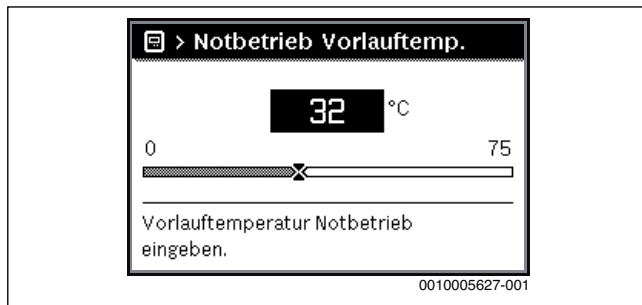 > Notbetrieb Vorlauftemp.
32 °C
0 75
Vorlauftemperatur Notbetrieb
eingeben.
0010005627-001